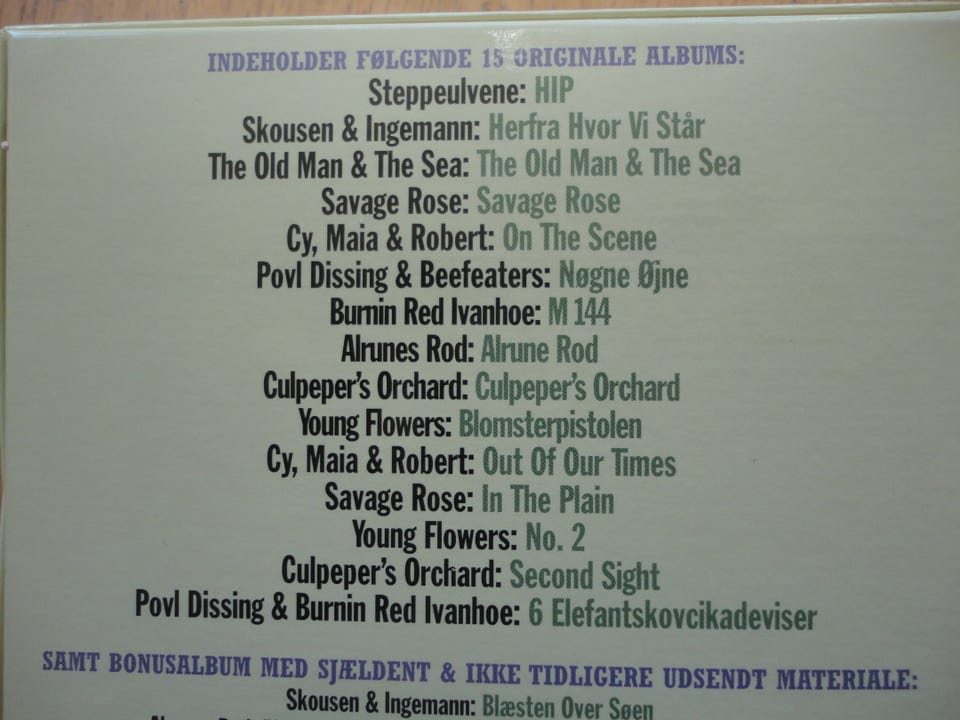 INDEHOLDER FØLGENDE 15 ORIGINALE ALBUMS:
Steppeulvene: HIP
Skousen & Ingemann: Herfra Hvor Vi Står
The Old Man & The Sea: The Old Man & The Sea
Savage Rose: Savage Rose
Cy, Maia & Robert: On The Scene
Povl Dissing & Beefeaters: Nøgne Øjne
Burnin Red Ivanhoe: M 144
Alrunes Rod: Alrune Rod
Culpeper's Orchard: Culpeper's Orchard
Young Flowers: Blomsterpistolen
Cy, Maia & Robert: Out Of Our Times
Savage Rose: In The Plain
Young Flowers: No. 2
Culpeper's Orchard: Second Sight
Povl Dissing & Burnin Red Ivanhoe: 6 Elefantskovcikadeviser
SAMT BONUSALBUM MED SJÆLDENT & IKKE TIDLIGERE UDSENDT MATERIALE:
Skousen & Ingemann: Blæsten Over Søen